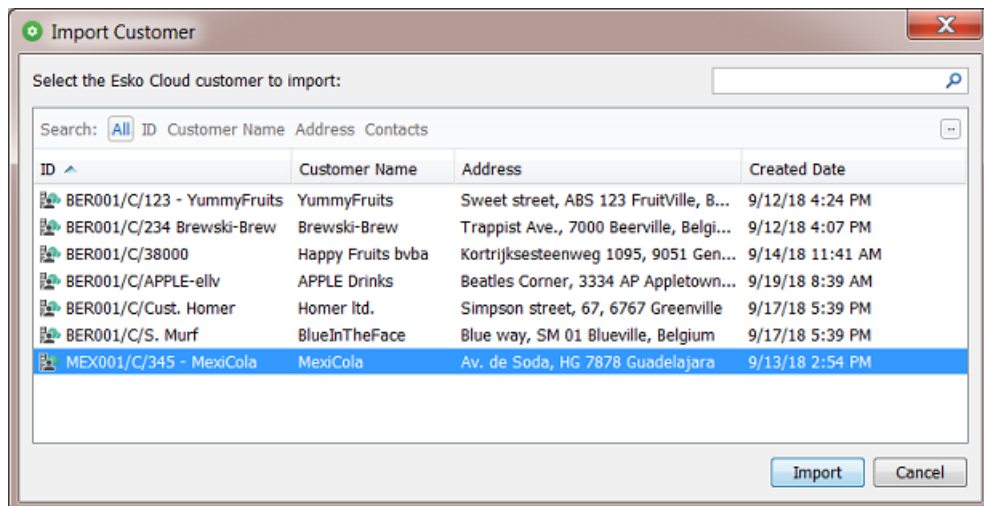 Import Customer
Select the Esko Cloud customer to import:
Search: All ID Customer Name Address Contacts
ID Customer Name Address Created Date
BER001/C/123 - YummyFruits YummyFruits Sweet street, ABS 123 FruitVille, B... 9/12/18 4:24 PM
BER001/C/234 Brewski-Brew Brewski-Brew Trappist Ave., 7000 Beerville, Belgi... 9/12/18 4:07 PM
BER001/C/38000 Happy Fruits bvba Kortrijksesteenweg 1095, 9051 Gen... 9/14/18 11:41 AM
BER001/C/APPLE-ellv APPLE Drinks Beatles Corner, 3334 AP Appletown... 9/19/18 8:39 AM
BER001/C/Cust. Homer Homer ltd. Simpson street, 67, 6767 Greenville 9/17/18 5:39 PM
BER001/C/S. Murf BlueInTheFace Blue way, SM 01 Blueville, Belgium 9/17/18 5:39 PM
MEX001/C/345 - MexiCola MexiCola Av. de Soda, HG 7878 Guadelajara 9/13/18 2:54 PM
Import Cancel